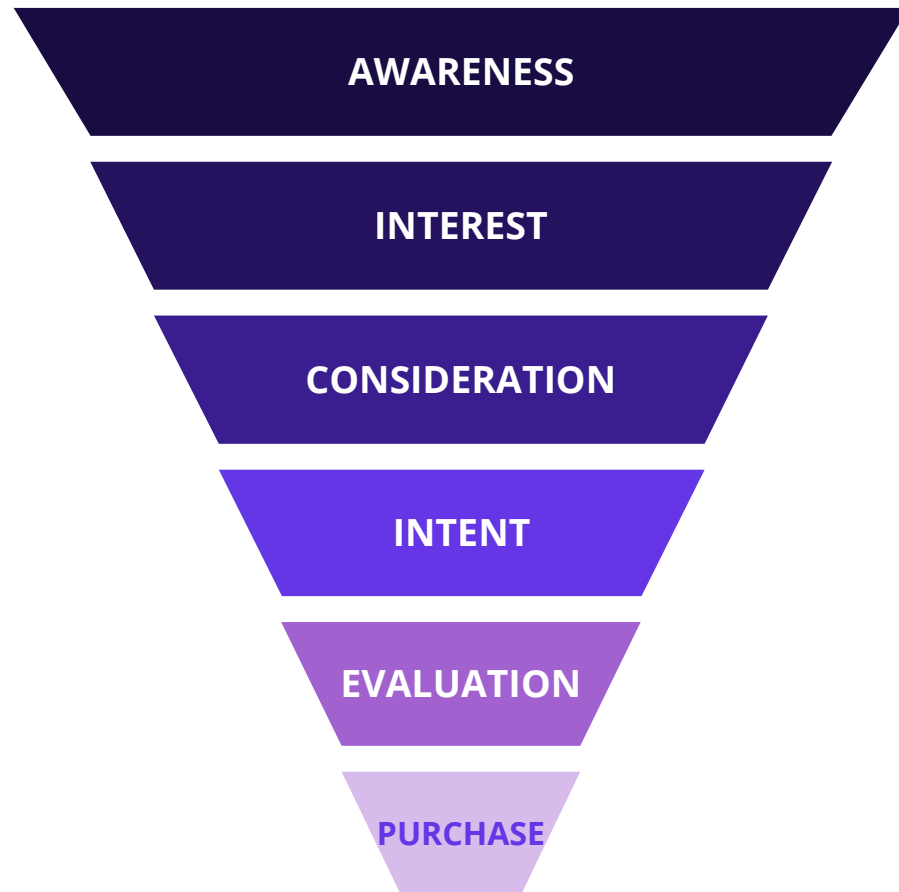 AWARENESS
INTEREST
CONSIDERATION
INTENT
EVALUATION
PURCHASE